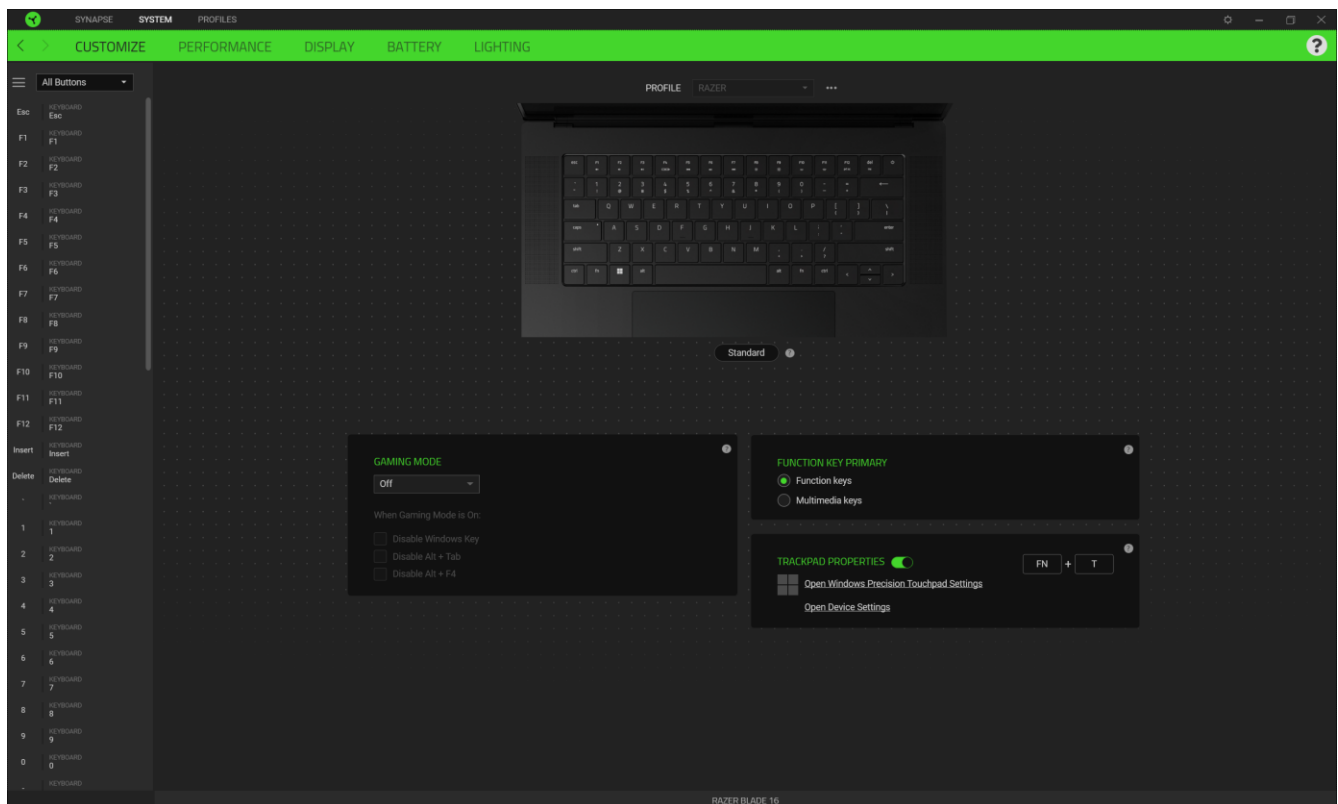 SYNAPSE SYSTEM PROFILES
CUSTOMIZE PERFORMANCE DISPLAY BATTERY LIGHTING
?
All Buttons
PROFILE RAZER
Esc KEYBOARD Esc
F1 KEYBOARD F1
F2 KEYBOARD F2
F3 KEYBOARD F3
F4 KEYBOARD F4
F5 KEYBOARD F5
F6 KEYBOARD F6
F7 KEYBOARD F7
F8 KEYBOARD F8
F9 KEYBOARD F9
F10 KEYBOARD F10
F11 KEYBOARD F11
F12 KEYBOARD F12
Insert KEYBOARD Insert
Delete KEYBOARD Delete
KEYBOARD
1 KEYBOARD 1
2 KEYBOARD 2
3 KEYBOARD 3
4 KEYBOARD 4
5 KEYBOARD 5
6 KEYBOARD 6
7 KEYBOARD 7
8 KEYBOARD 8
9 KEYBOARD 9
0 KEYBOARD 0
KEYBOARD
Q W E R T Y U I O P
A S D F G H J K L
Z X C V B N M
Standard ?
GAMING MODE
Off
When Gaming Mode is On:
Disable Windows Key
Disable Alt + Tab
Disable Alt + F4
FUNCTION KEY PRIMARY
Function keys
Multimedia keys
TRACKPAD PROPERTIES FN + T
Open Windows Precision Touchpad Settings
Open Device Settings
RAZER BLADE 16